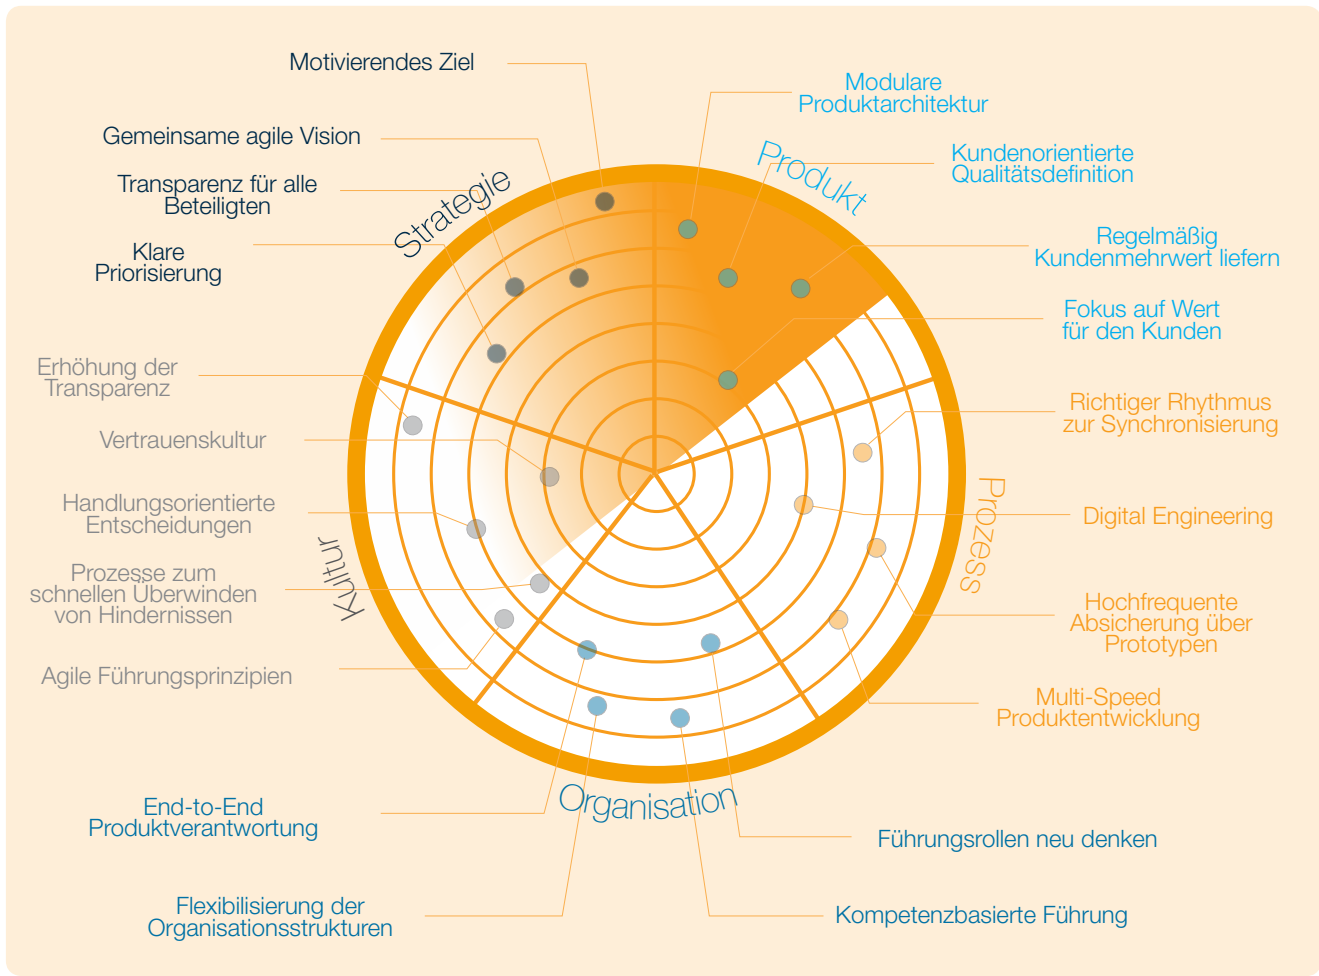 Motivierendes Ziel
Gemeinsame agile Vision
Transparenz für alle
Beteiligten
Klare
Priorisierung
Strategie
Modulare
Produktarchitektur
Produkt
Kundenorientierte
Qualitätsdefinition
Regelmäßig
Kundenmehrwert liefern
Fokus auf Wert
für den Kunden
Erhöhung der
Transparenz
Vertrauenskultur
Handlungsorientierte
Entscheidungen
Prozesse zum
schnellen Überwinden
von Hindernissen
Agile Führungsprinzipien
Kultur
Richtiger Rhythmus
zur Synchronisierung
Digital Engineering
Prozess
Hochfrequente
Absicherung über
Prototypen
Multi-Speed
Produktentwicklung
Organisation
End-to-End
Produktverantwortung
Flexibilisierung der
Organisationsstrukturen
Führungsrollen neu denken
Kompetenzbasierte Führung